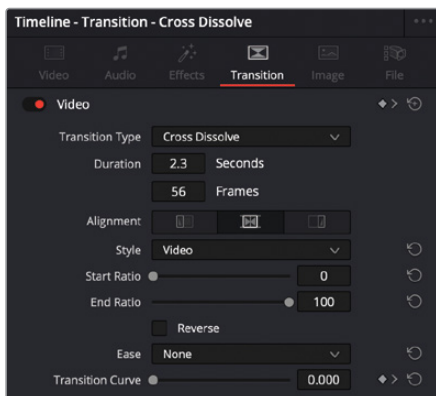 Timeline - Transition - Cross Dissolve
Video Audio Effects Transition Image File
Video
Transition Type Cross Dissolve
Duration 2.3 Seconds
56 Frames
Alignment
Style Video
Start Ratio 0
End Ratio 100
Reverse
Ease None
Transition Curve 0.000